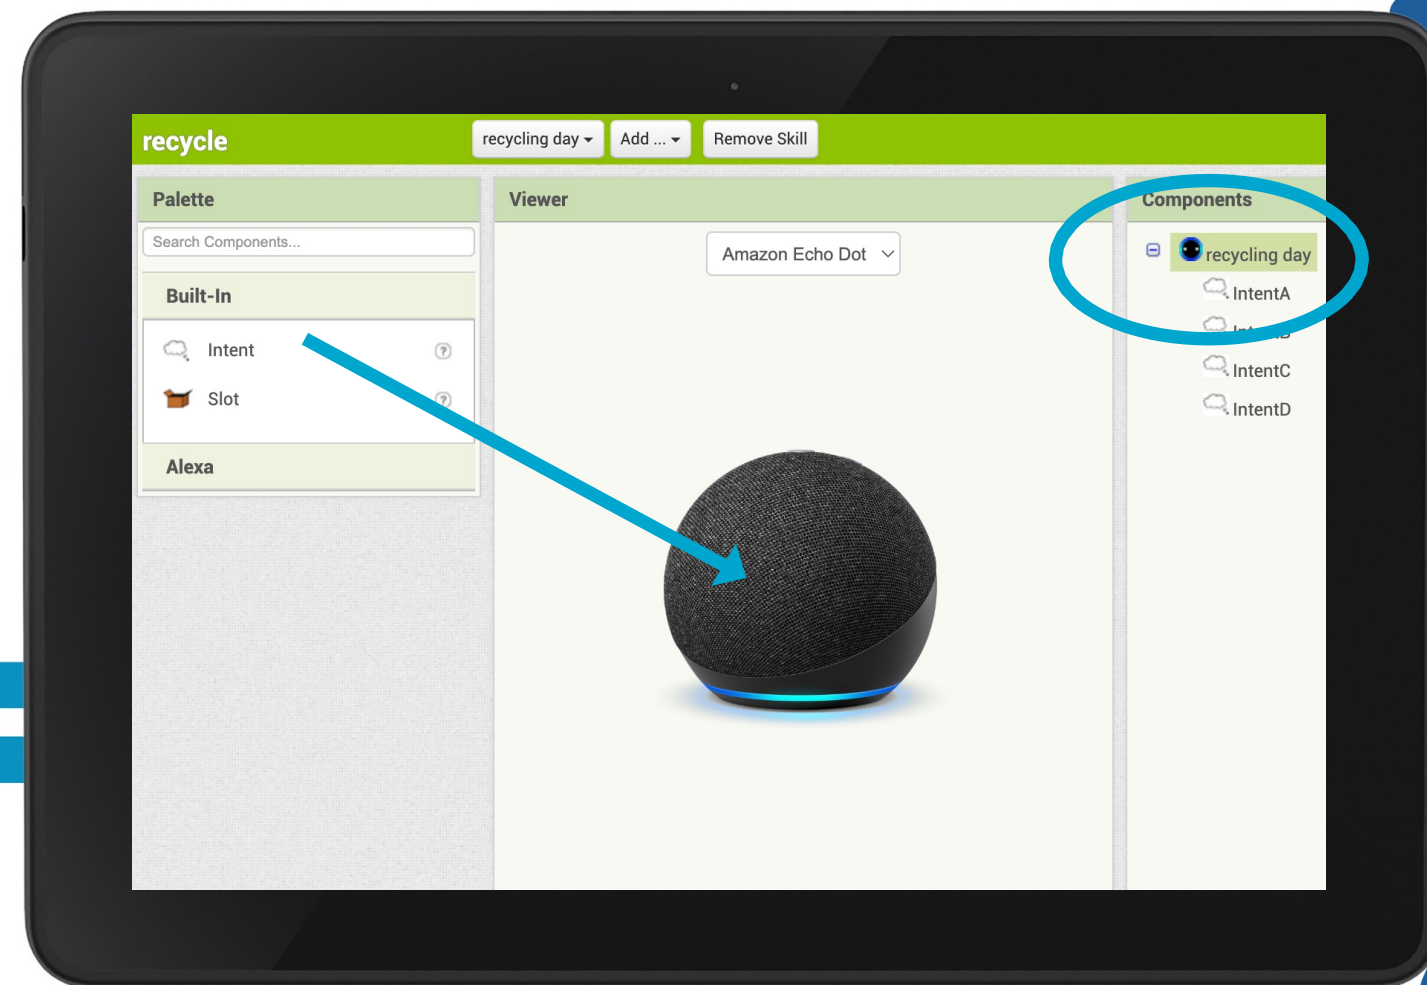 recycle
recycling day
Add ...
Remove Skill
Palette
Viewer
Components
Search Components...
Amazon Echo Dot
recycling day
Built-In
IntentA
Intent
IntentC
Slot
IntentD
Alexa